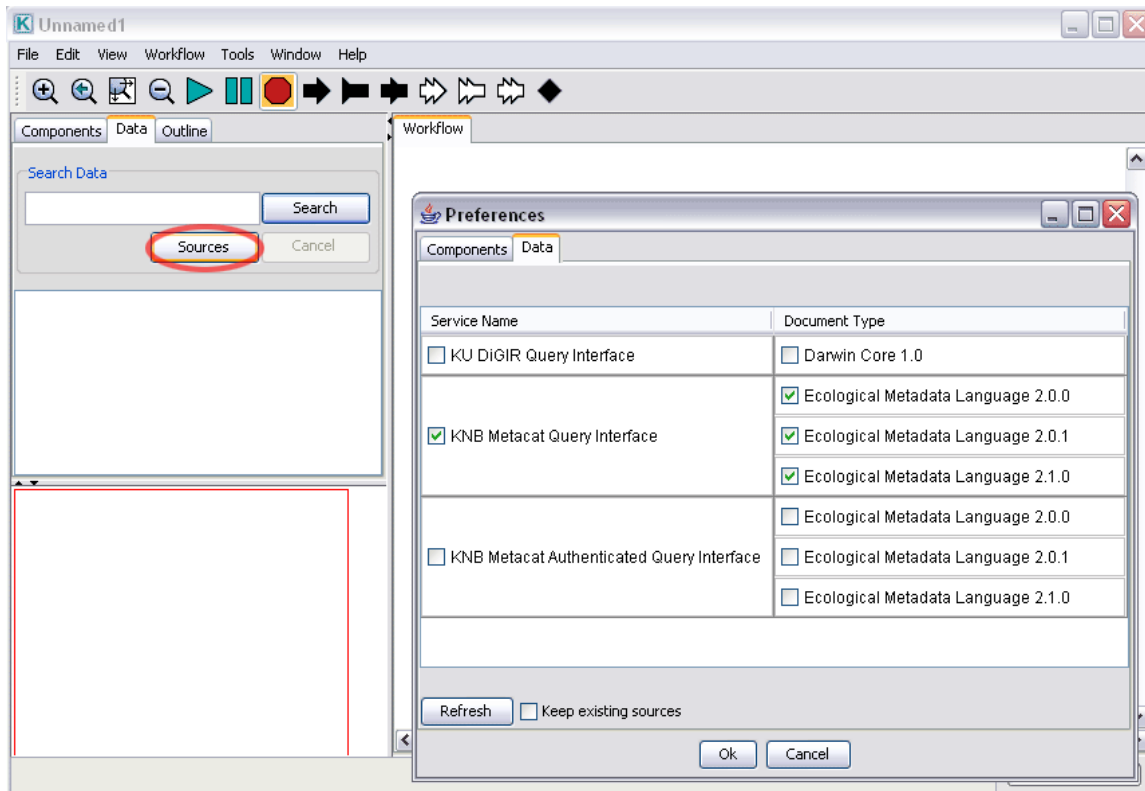 Unnamed1
File Edit View Workflow Tools Window Help
Components Data Outline
Workflow
Search Data
Search
Sources Cancel
Preferences
Components Data
Service Name Document Type
KU DiGIR Query Interface Darwin Core 1.0
Ecological Metadata Language 2.0.0
KNB Metacat Query Interface Ecological Metadata Language 2.0.1
Ecological Metadata Language 2.1.0
Ecological Metadata Language 2.0.0
KNB Metacat Authenticated Query Interface Ecological Metadata Language 2.0.1
Ecological Metadata Language 2.1.0
Refresh Keep existing sources
Ok Cancel